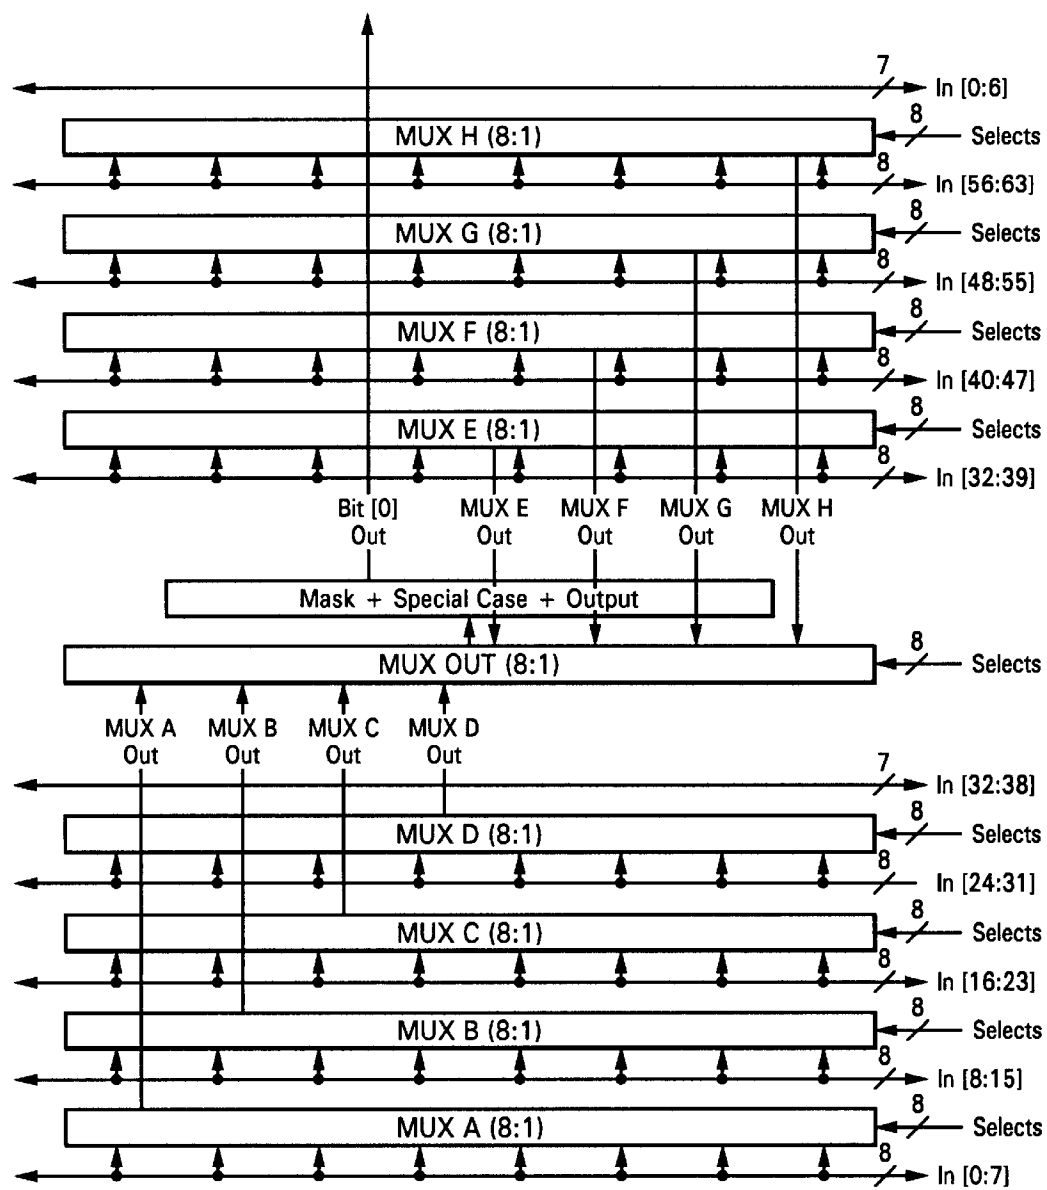 7
In [0:6]
MUX H (8:1)
8
Selects
8
In [56:63]
MUX G (8:1)
8
Selects
8
In [48:55]
MUX F (8:1)
8
Selects
8
In [40:47]
MUX E (8:1)
8
Selects
8
In [32:39]
Bit [0] Out
MUX E Out
MUX F Out
MUX G Out
MUX H Out
Mask + Special Case + Output
MUX OUT (8:1)
8
Selects
MUX A Out
MUX B Out
MUX C Out
MUX D Out
7
In [32:38]
MUX D (8:1)
8
Selects
8
In [24:31]
MUX C (8:1)
8
Selects
8
In [16:23]
MUX B (8:1)
8
Selects
8
In [8:15]
MUX A (8:1)
8
Selects
8
In [0:7]